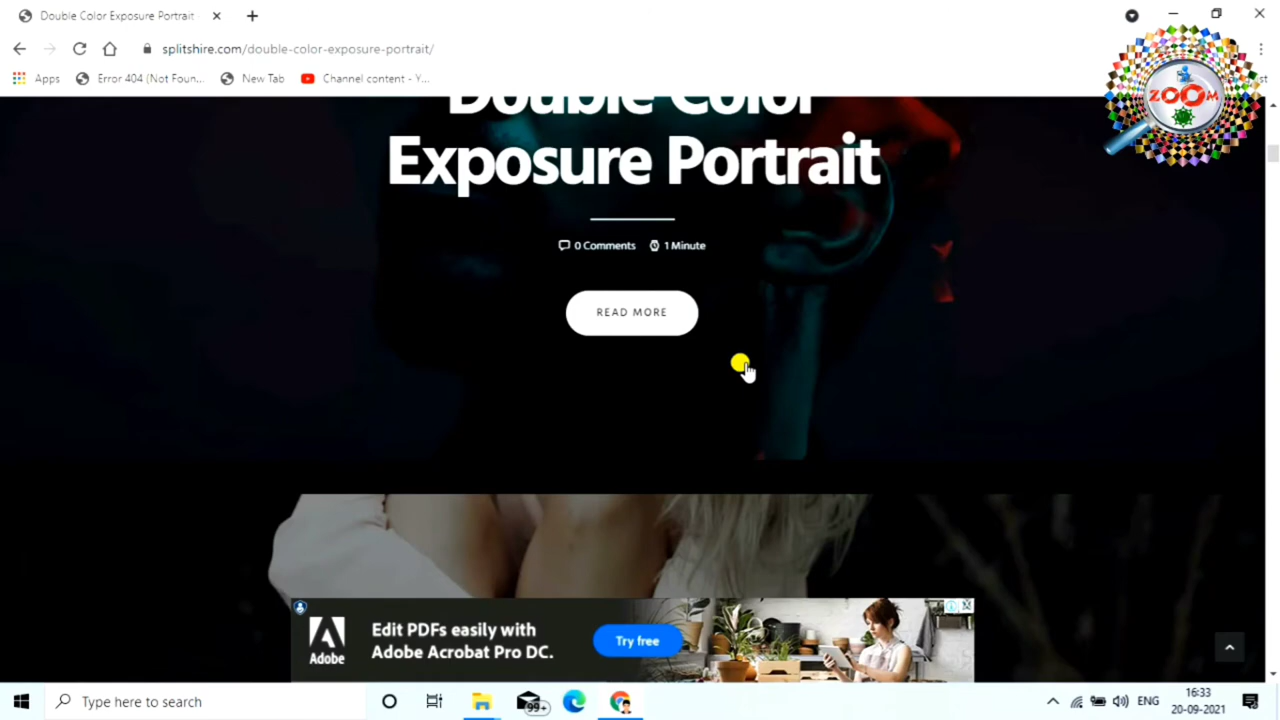 Double Color Exposure Portrait
splitshire.com/double-color-exposure-portrait/
Apps
Error 404 (Not Foun...
New Tab
Channel content - Y...
ZOOM
Double Color
Exposure Portrait
0 Comments
1 Minute
READ MORE
Edit PDFs easily with
Adobe Acrobat Pro DC.
Adobe
Try free
Type here to search
99+
ENG
16:33
20-09-2021